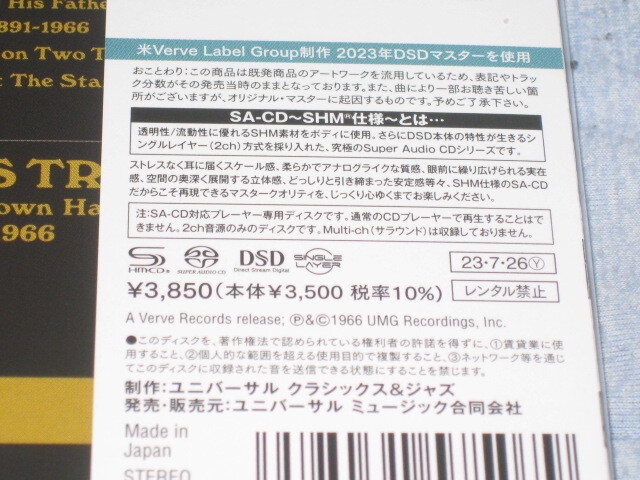 His Fathe
891-1966
on Two T
t The Sta
S TR
own Ha
1966
米Verve Label Group制作 2023年DSDマスターを使用
おことわり：この商品は既発商品のアートワークを流用しているため、表記やトラック分数がその発売当時のままとなっております。また、曲により一部お聴き苦しい箇所がございますが、オリジナル・マスターに起因するものです。予めご了承下さい。
SA-CD～SHM®仕様～とは…
透明性/流動性に優れるSHM素材をボディに使用。さらにDSD本体の特性が生きるシングルレイヤー(2ch)方式を採り入れた、究極のSuper Audio CDシリーズです。
ストレスなく耳に届くスケール感、柔らかでアナログライクな質感、眼前に繰り広げられる実在感、空間の奥深く展開する立体感、どっしりと引き締まった安定感等々、SHM仕様のSA-CDだからこそ再現できるマスタークオリティを、じっくり心ゆくまでお楽しみください。
注：SA-CD対応プレーヤー専用ディスクです。通常のCDプレーヤーで再生することはできません。2ch音源のみのディスクです。Multi-ch(サラウンド)は収録しておりません。
SHM-CD® SUPER AUDIO CD DSD Direct Stream Digital SINGLE LAYER
23・7・26Ⓨ
¥3,850(本体¥3,500 税率10%) レンタル禁止
A Verve Records release; ℗&©1966 UMG Recordings, Inc.
●このディスクを、著作権法で認められている権利者の許諾を得ずに、①賃貸業に使用すること、②個人的な範囲を超える使用目的で複製すること、③ネットワーク等を通じてこのディスクに収録された音を送信できる状態にすることを禁じます。
制作：ユニバーサル クラシックス&ジャズ
発売・販売元：ユニバーサル ミュージック合同会社
Made in
Japan
STEREO